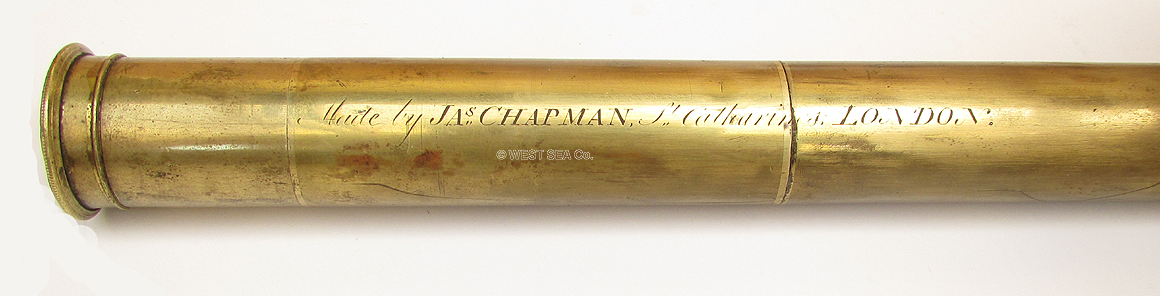 Made by JAs. CHAPMAN, St. Catharines, LONDON.
© WEST SEA Co.